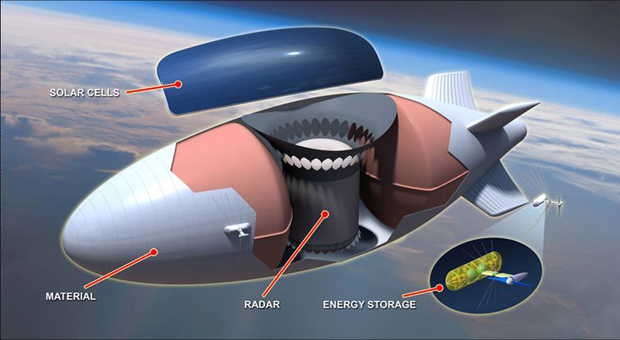 SOLAR CELLS
MATERIAL
RADAR
ENERGY STORAGE